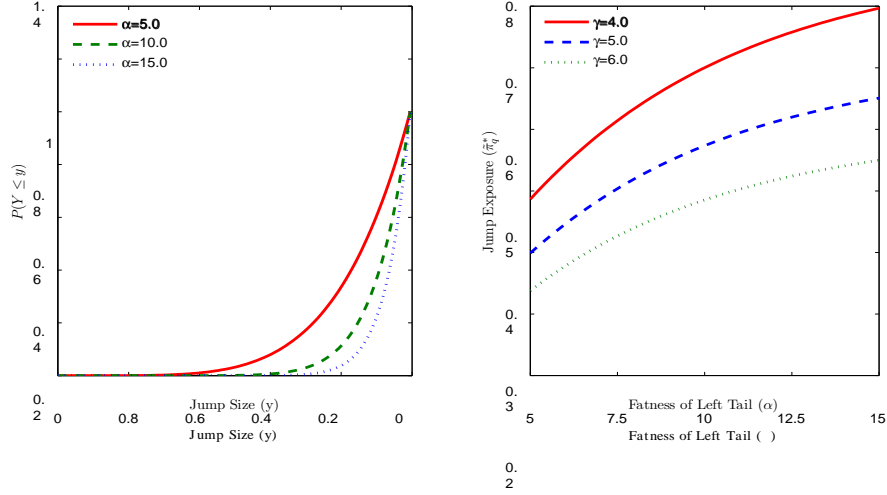 1.
4
α=5.0
α=10.0
α=15.0
1
0.
8
0.
6
0.
4
0.
2
P(Y ≤ y)
0 0.8 0.6 0.4 0.2 0
Jump Size (y)
Jump Size (y)
0.
8
γ=4.0
γ=5.0
γ=6.0
0.
7
0.
6
0.
5
0.
4
0.
3
0.
2
Jump Exposure (π̃*q)
5 7.5 10 12.5 15
Fatness of Left Tail (α)
Fatness of Left Tail ( )